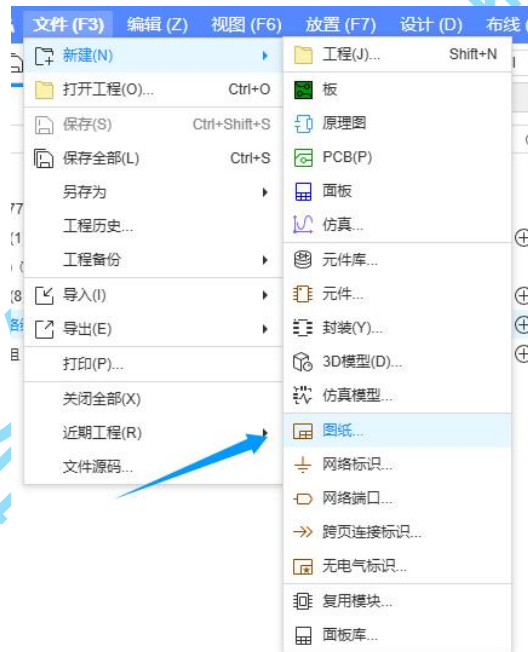 文件 (F3) 编辑 (Z) 视图 (F6) 放置 (F7) 设计 (D) 布线
新建(N)
打开工程(O)... Ctrl+O
保存(S) Ctrl+Shift+S
保存全部(L) Ctrl+S
另存为
工程历史...
工程备份
导入(I)
导出(E)
打印(P)...
关闭全部(X)
近期工程(R)
文件源码...
工程(J)... Shift+N
板
原理图
PCB(P)
面板
仿真...
元件库...
元件...
封装(Y)...
3D模型(D)...
仿真模型...
图纸...
网络标识...
网络端口...
跨页连接标识...
无电气标识...
复用模块...
面板库...